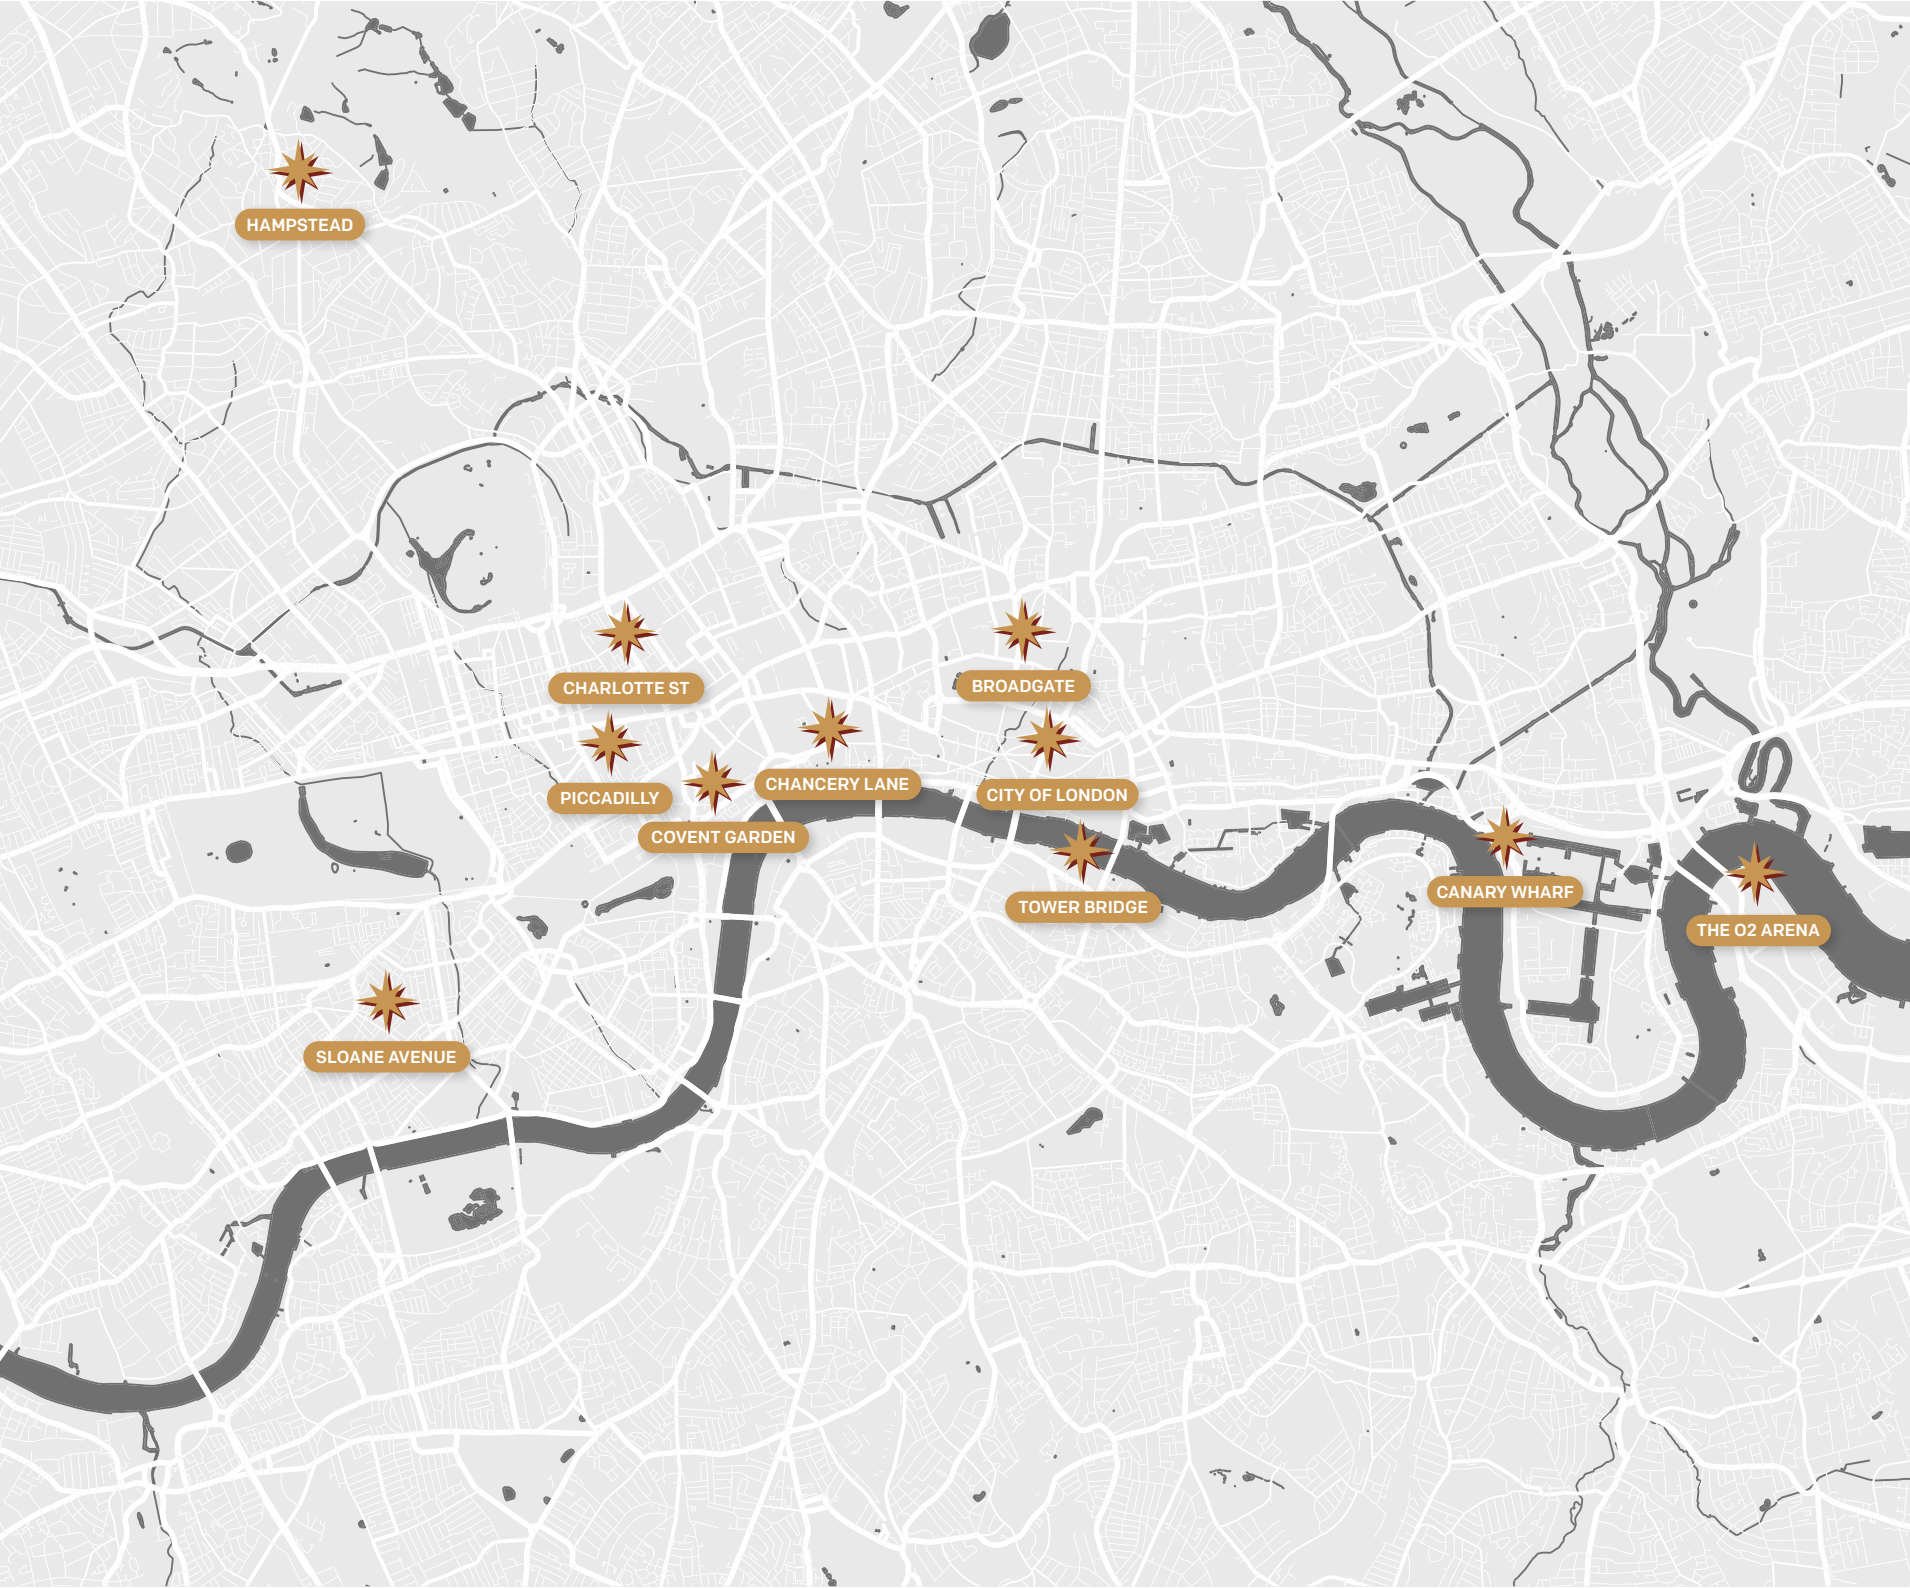 HAMPSTEAD
CHARLOTTE ST
BROADGATE
PICCADILLY
CHANCERY LANE
CITY OF LONDON
COVENT GARDEN
TOWER BRIDGE
CANARY WHARF
THE O2 ARENA
SLOANE AVENUE